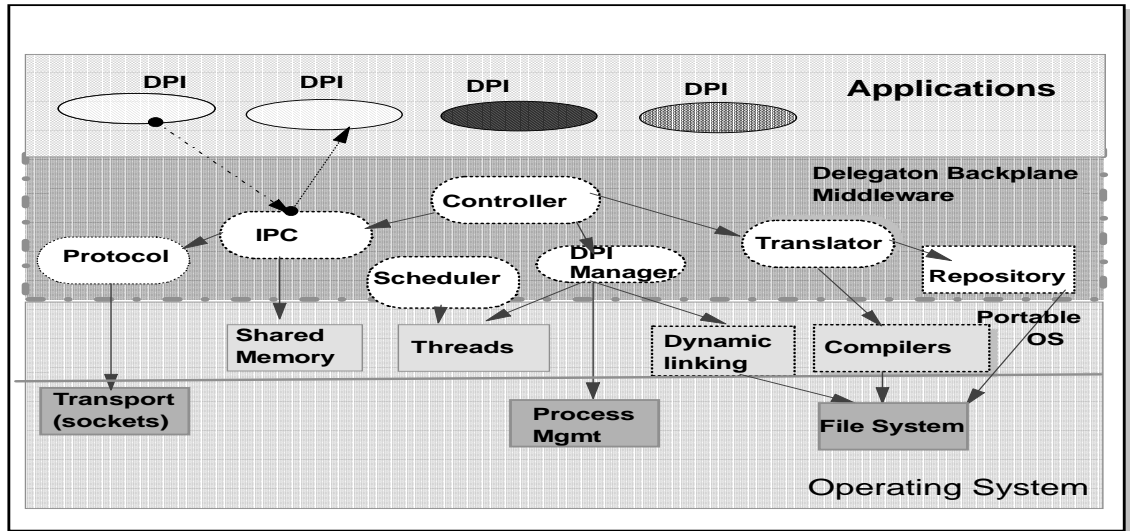 DPI
DPI
DPI
DPI
Applications
Delegaton Backplane
Middleware
Controller
IPC
Protocol
Scheduler
DPI
Manager
Translator
Repository
Shared
Memory
Threads
Dynamic
linking
Compilers
Portable
OS
Transport
(sockets)
Process
Mgmt
File System
Operating System